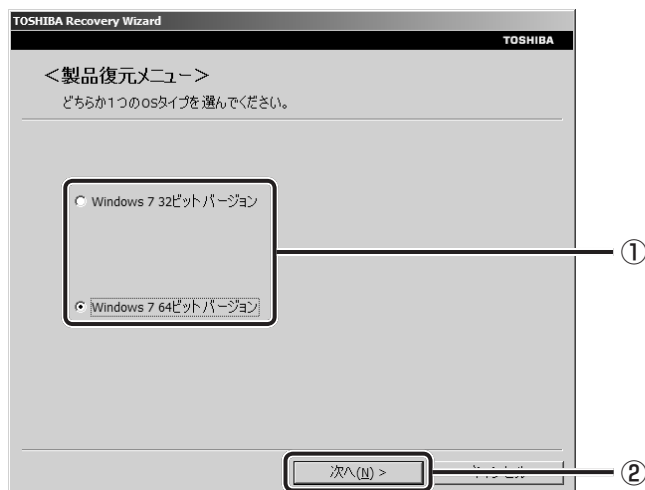 TOSHIBA Recovery Wizard
TOSHIBA
<製品復元メニュー>
どちらか1つのOSタイプを選んでください。
Windows 7 32ビットバージョン
①
Windows 7 64ビットバージョン
次へ(N) >
②